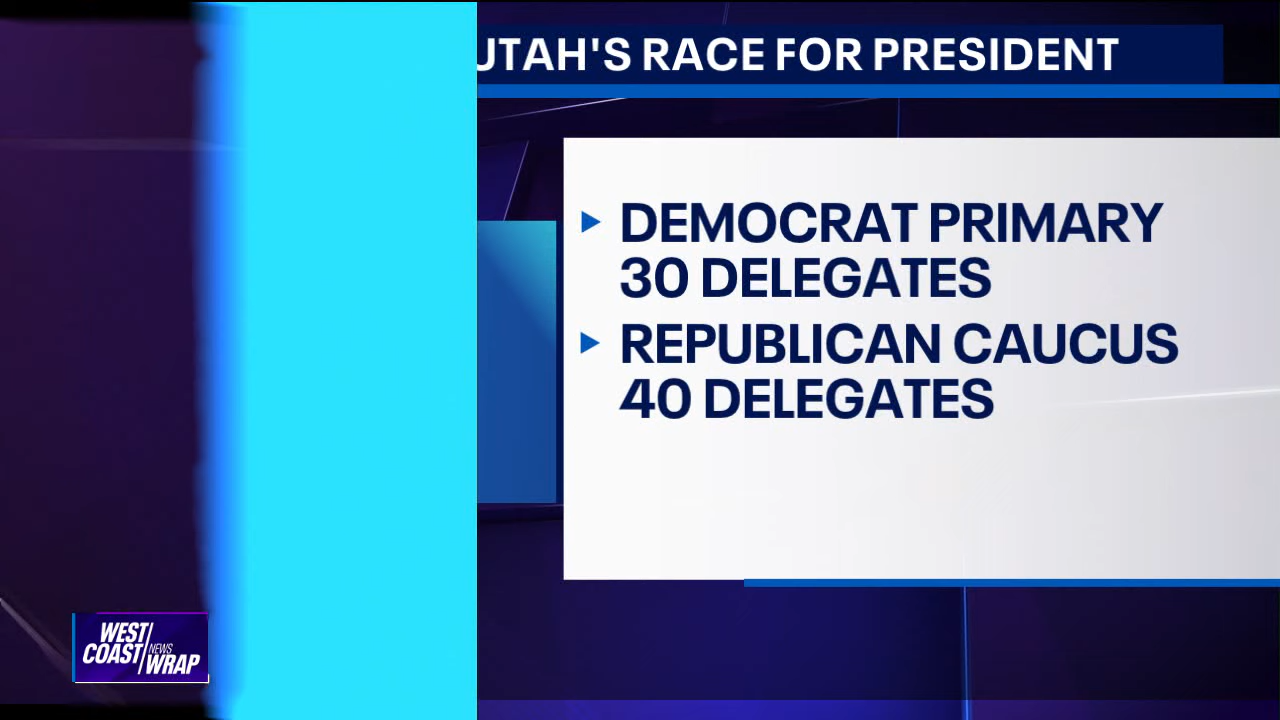 UTAH'S RACE FOR PRESIDENT
DEMOCRAT PRIMARY
30 DELEGATES
REPUBLICAN CAUCUS
40 DELEGATES
WEST
COAST NEWS
WRAP